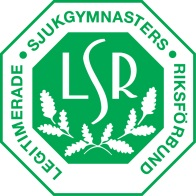 LEGITIMERADE · SJUKGYMNASTERS · RIKSFÖRBUND
LSR